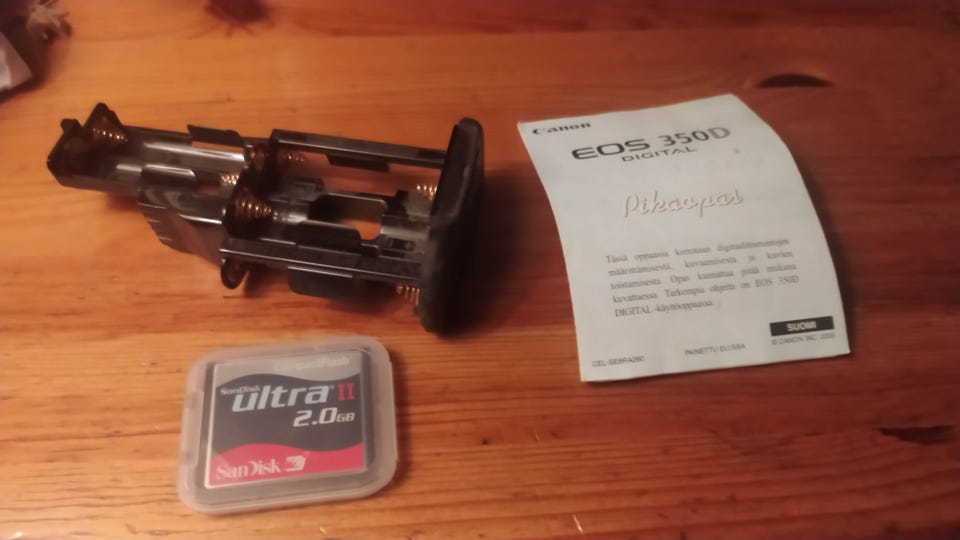 Canon
EOS 350D
DIGITAL
Pikaopas
Tässä oppaassa kerrotaan digitaalitoimintojen
määrittämisestä, kuvaamisesta ja kuvien
toistamisesta. Opas kannattaa pitää mukana
kuvattaessa. Tarkempia ohjeita on EOS 350D
DIGITAL -käyttöoppaassa.
SUOMI
CEL-SE8RA260
PAINETTU EU:SSA
© CANON INC. 2005
CompactFlash
SanDisk
ultra II
2.0GB
SanDisk